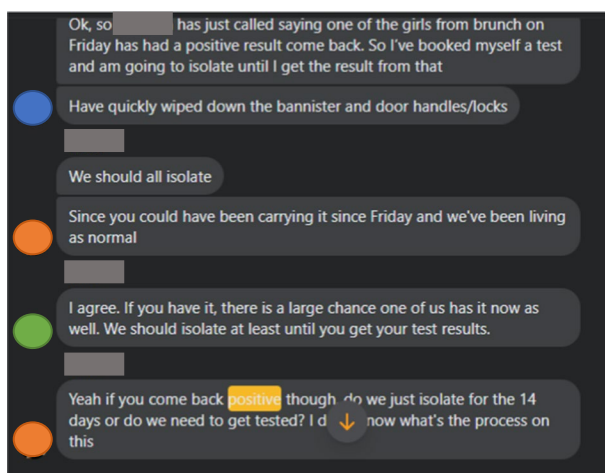 Ok, so has just called saying one of the girls from brunch on
Friday has had a positive result come back. So I've booked myself a test
and am going to isolate until I get the result from that
Have quickly wiped down the bannister and door handles/locks
We should all isolate
Since you could have been carrying it since Friday and we've been living
as normal
I agree. If you have it, there is a large chance one of us has it now as
well. We should isolate at least until you get your test results.
Yeah if you come back positive though, do we just isolate for the 14
days or do we need to get tested? I now what's the process on
this